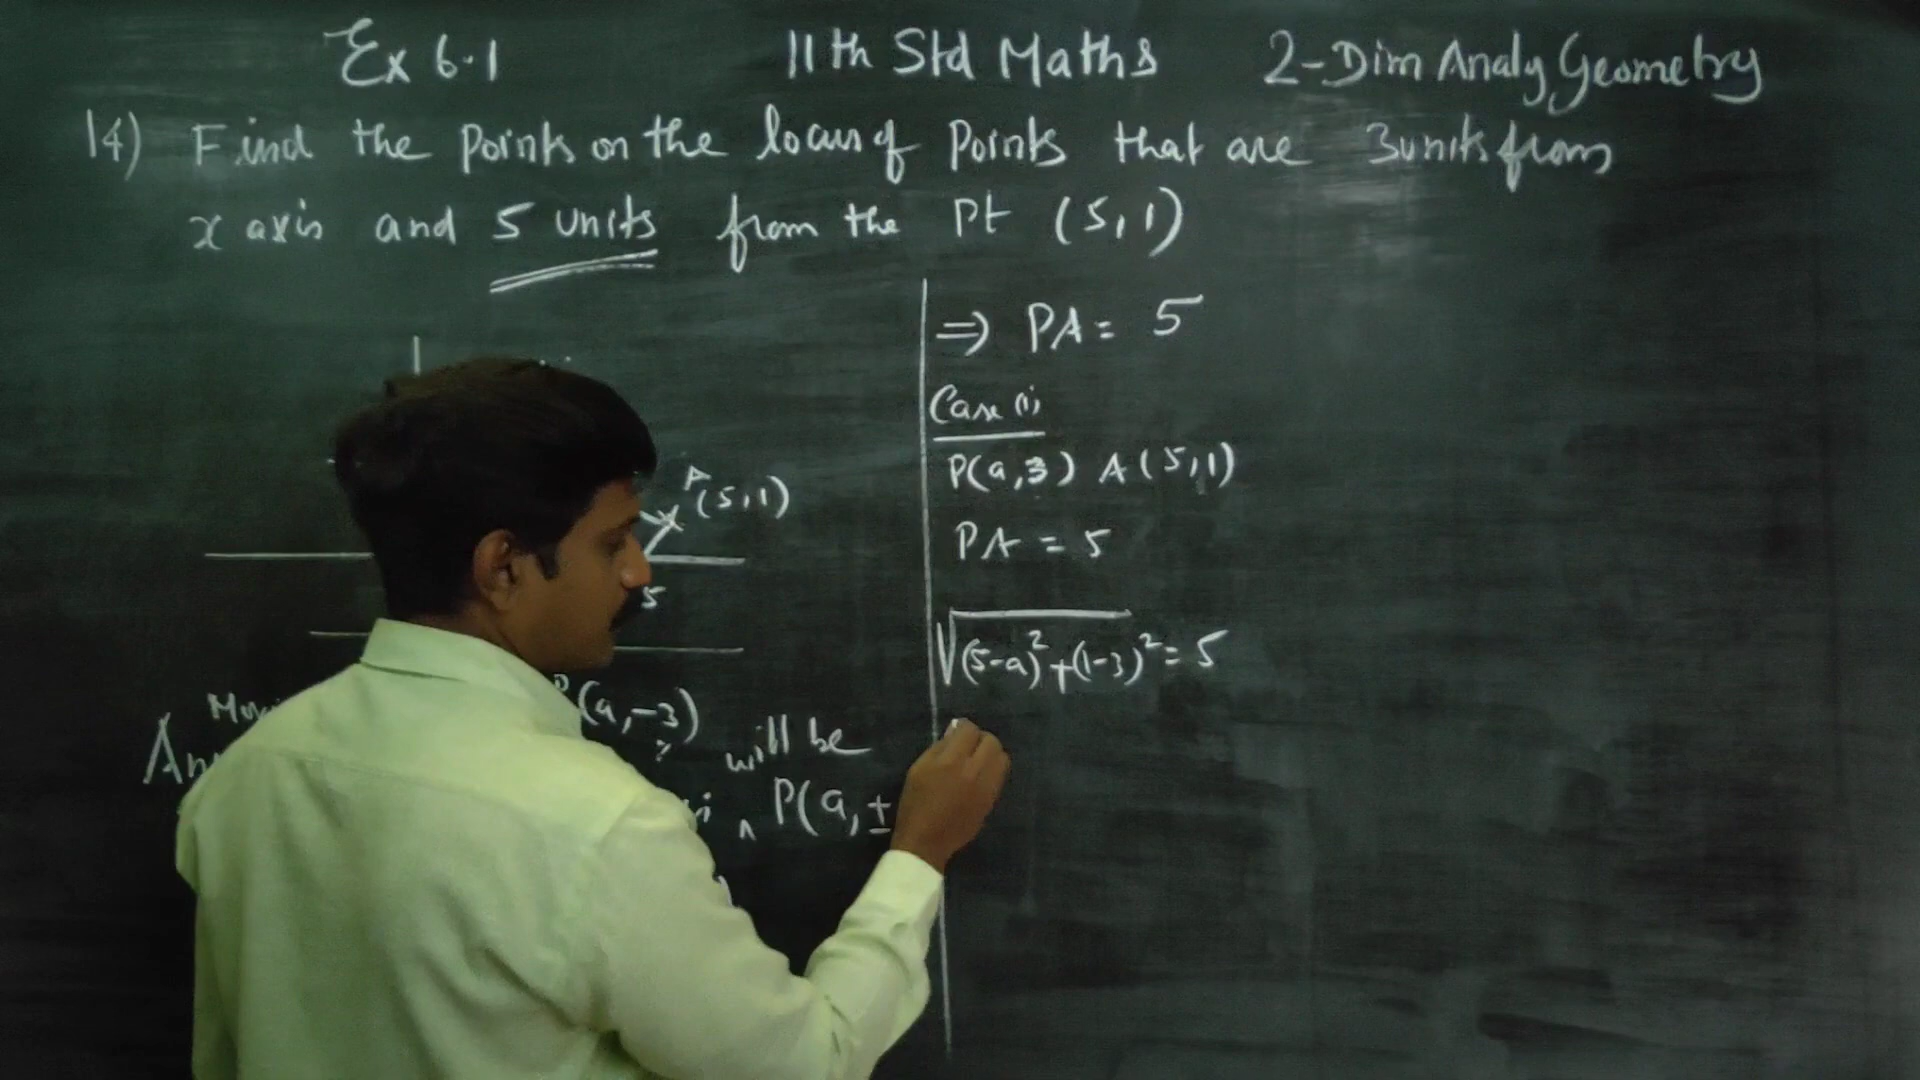 Ex 6.1 11th Std Maths 2-Dim Analy Geometry
14) Find the points on the locus of points that are 3 units from
x axis and 5 units from the Pt (5,1)
A
(5,1)
5
(a,-3)
will be
P(a,±
⇒ PA = 5
Case (i)
P(a,3) A(5,1)
PA = 5
√(5-a)²+(1-3)² = 5